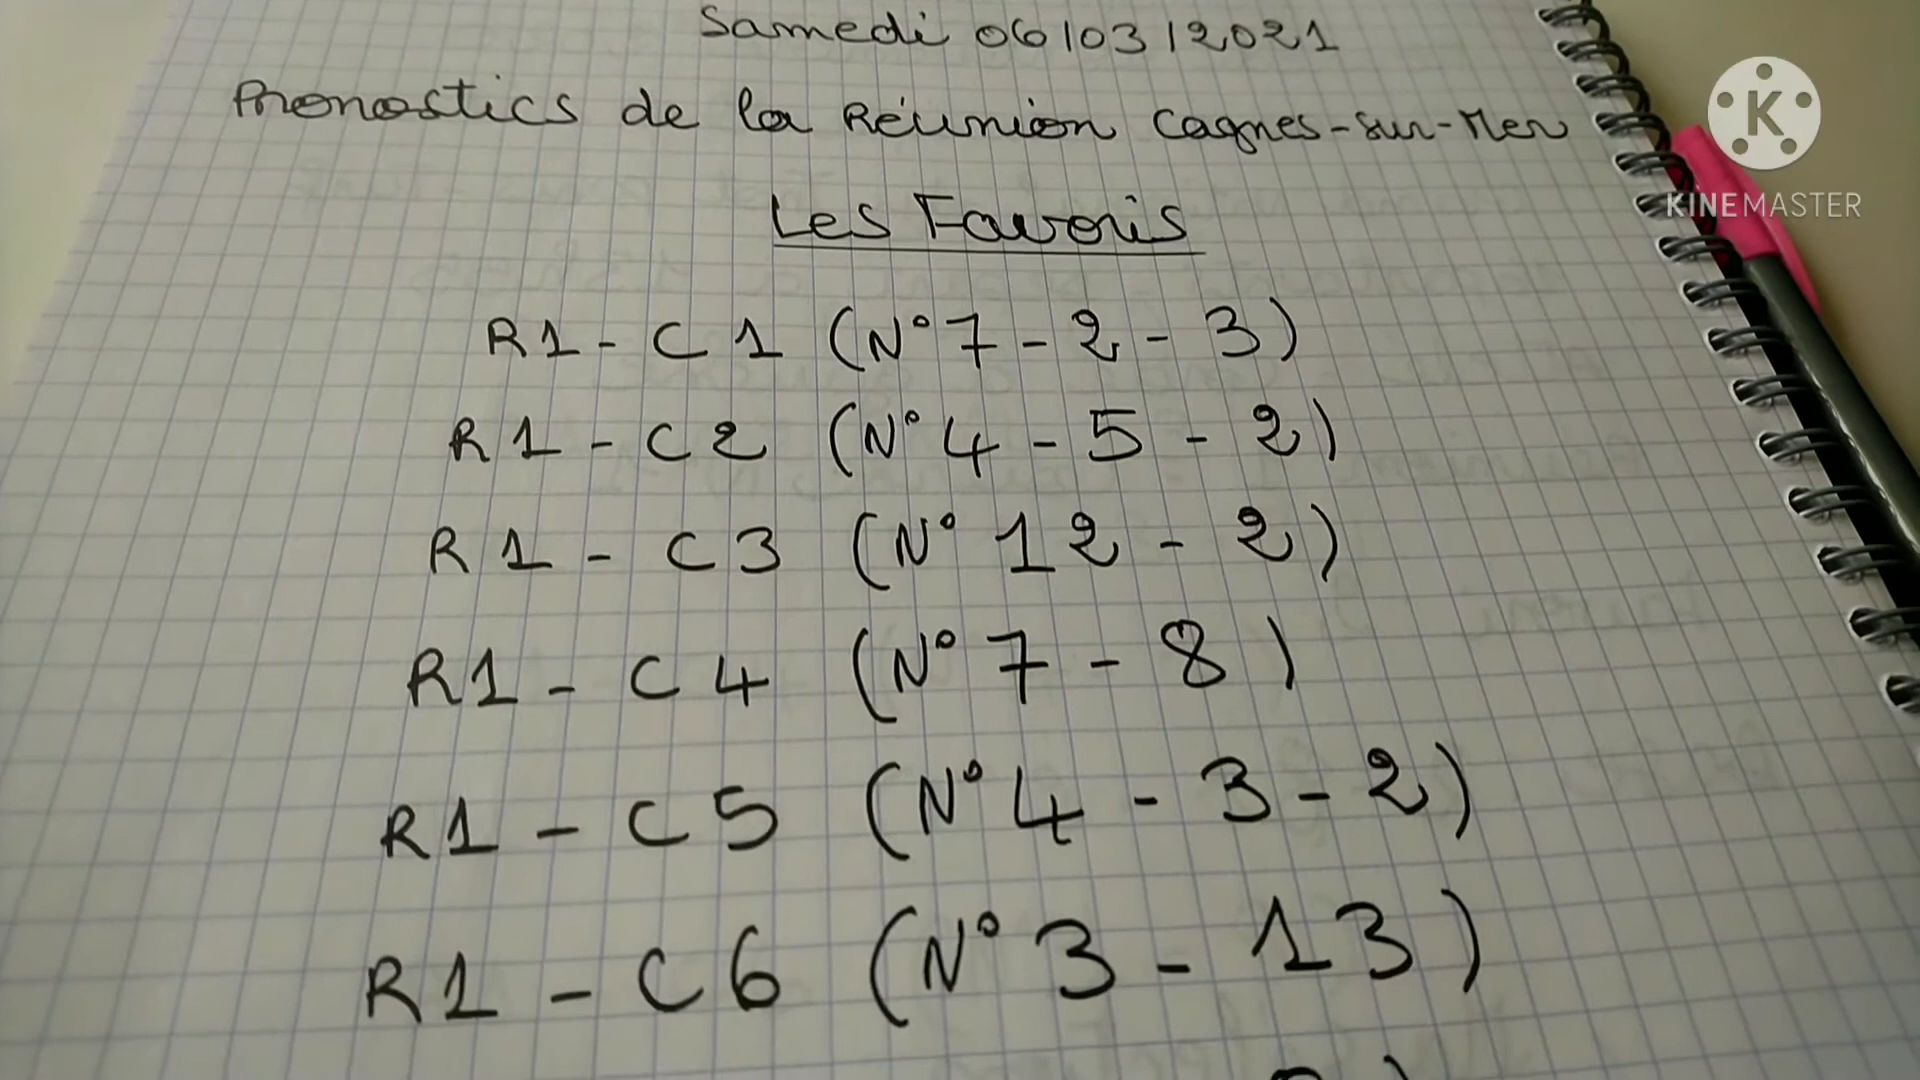 Samedi 06/03/2021
Pronostics de la Réunion Cagnes-sur-Mer
K
KINEMASTER
Les Favoris
R1 - C1 (N° 7 - 2 - 3)
R1 - C2 (N° 4 - 5 - 2)
R1 - C3 (N° 12 - 2)
R1 - C4 (N° 7 - 8)
R1 - C5 (N° 4 - 3 - 2)
R1 - C6 (N° 3 - 13)